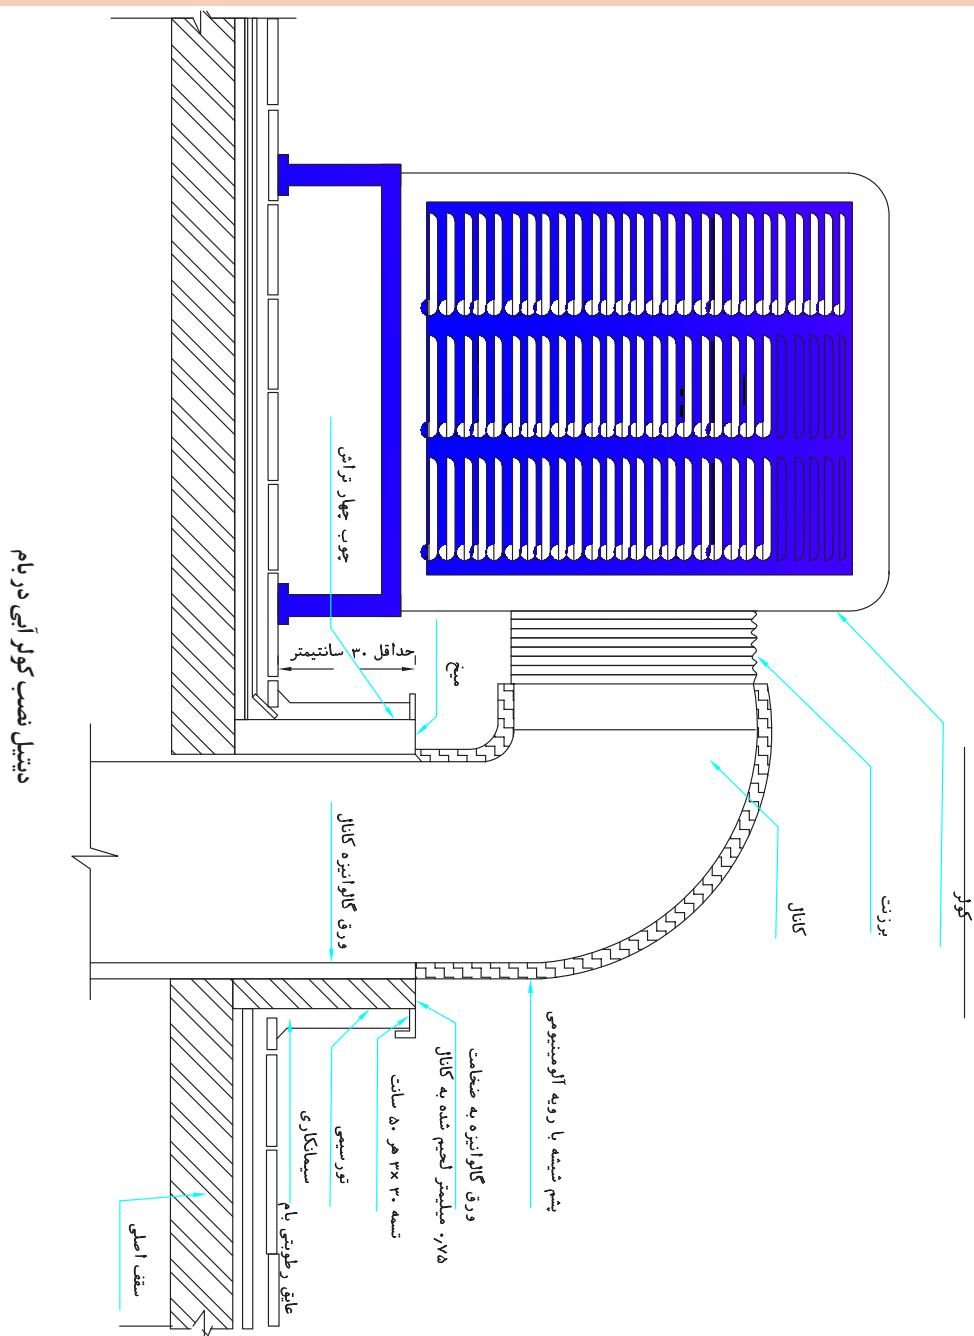 کولر
برزنت
کانال
میخ
چوب چهار تراش
حداقل ۳۰ سانتیمتر
ورق گالوانیزه کانال
پشم شیشه با رویه آلومینیومی
ورق گالوانیزه به ضخامت
۰٫۷۵ میلیمتر لحیم شده به کانال
تسمه ۳۰ ×۳ هر ۵۰ سانت
تور سیمی
سیمانکاری
عایق رطوبتی بام
سقف اصلی
دیتیل نصب کولر آبی در بام